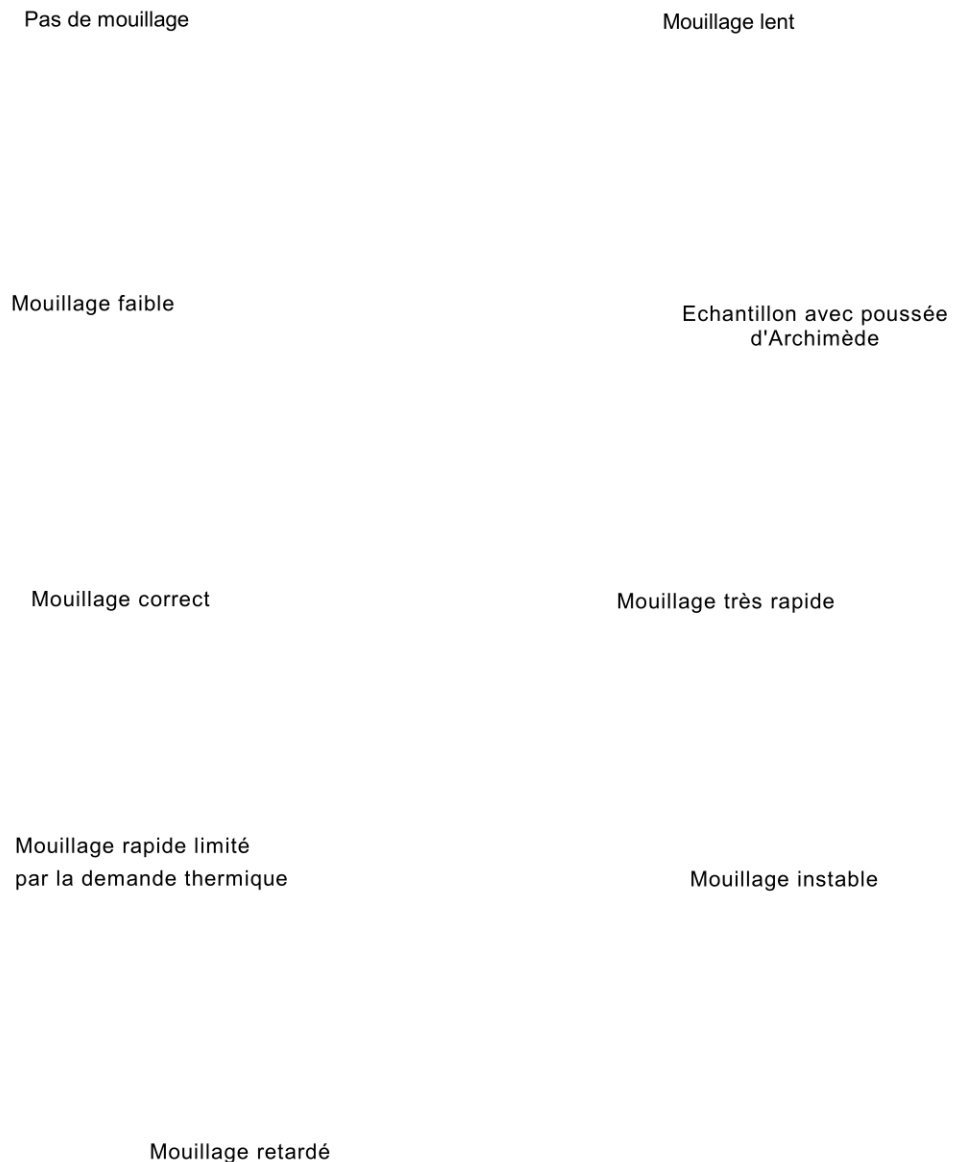 Pas de mouillage
Mouillage lent
Mouillage faible
Echantillon avec poussée
d'Archimède
Mouillage correct
Mouillage très rapide
Mouillage rapide limité
par la demande thermique
Mouillage instable
Mouillage retardé